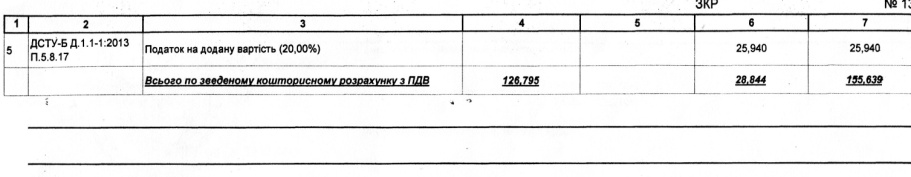 ЗКР № 13
1 2 3 4 5 6 7
5 ДСТУ-Б Д.1.1-1:2013 П.5.8.17 Податок на додану вартість (20,00%) 25,940 25,940
Всього по зведеному кошторисному розрахунку з ПДВ 126,795 28,844 155,639